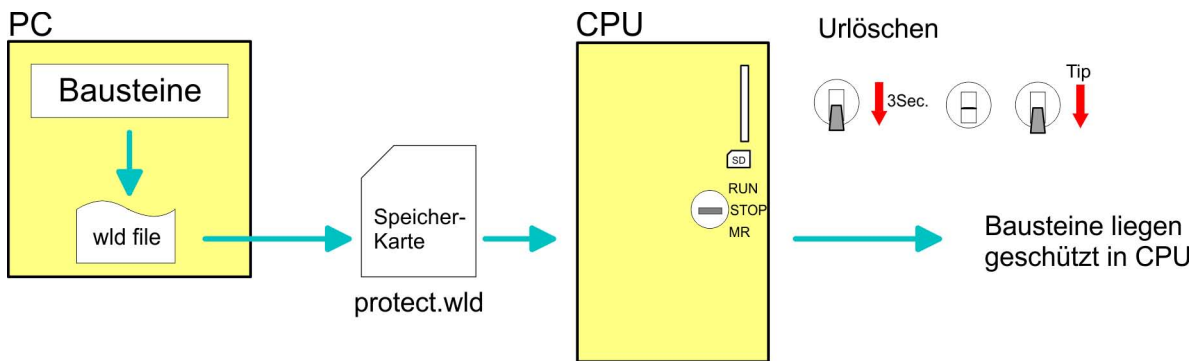 PC
Bausteine
wld file
Speicher-
Karte
protect.wld
CPU
SD
RUN
STOP
MR
Urlöschen
3Sec.
Tip
Bausteine liegen
geschützt in CPU